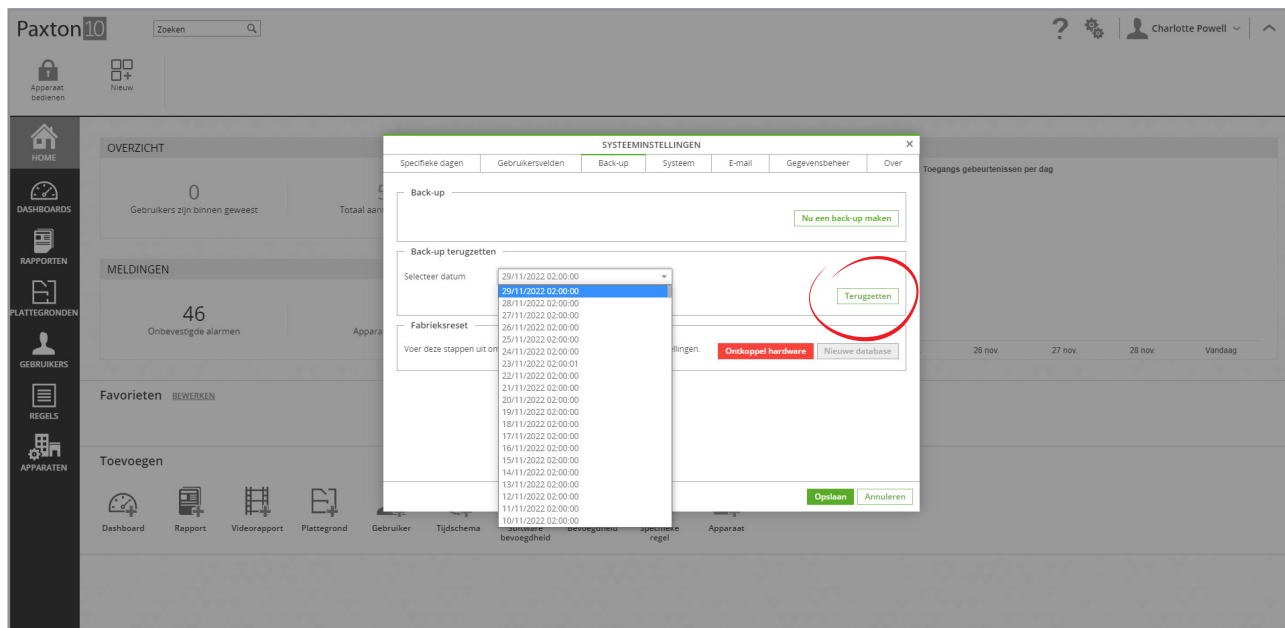 Paxton10
Zoeken
Charlotte Powell
Apparaat bedienen
Nieuw
HOME
DASHBOARDS
RAPPORTEN
PLATTEGRONDEN
GEBRUIKERS
REGELS
APPARATEN
OVERZICHT
0
Gebruikers zijn binnen geweest
Totaal aan
MELDINGEN
46
Onbevestigde alarmen
Appara
Toegangs gebeurtenissen per dag
26 nov.
27 nov.
28 nov.
Vandaag
SYSTEEMINSTELLINGEN
Specifieke dagen
Gebruikersvelden
Back-up
Systeem
E-mail
Gegevensbeheer
Over
Back-up
Nu een back-up maken
Back-up terugzetten
Selecteer datum
29/11/2022 02:00:00
29/11/2022 02:00:00
28/11/2022 02:00:00
27/11/2022 02:00:00
26/11/2022 02:00:00
25/11/2022 02:00:00
24/11/2022 02:00:00
23/11/2022 02:00:01
22/11/2022 02:00:00
21/11/2022 02:00:00
20/11/2022 02:00:00
19/11/2022 02:00:00
18/11/2022 02:00:00
17/11/2022 02:00:00
16/11/2022 02:00:00
15/11/2022 02:00:00
14/11/2022 02:00:00
13/11/2022 02:00:00
12/11/2022 02:00:00
11/11/2022 02:00:00
10/11/2022 02:00:00
Terugzetten
Fabrieksreset
Voer deze stappen uit om
ellingen.
Ontkoppel hardware
Nieuwe database
Opslaan
Annuleren
Favorieten BEWERKEN
Toevoegen
Dashboard
Rapport
Videorapport
Plattegrond
Gebruiker
Tijdschema
Software
bevoegdheid
Bevoegdheid
Specifieke
regel
Apparaat